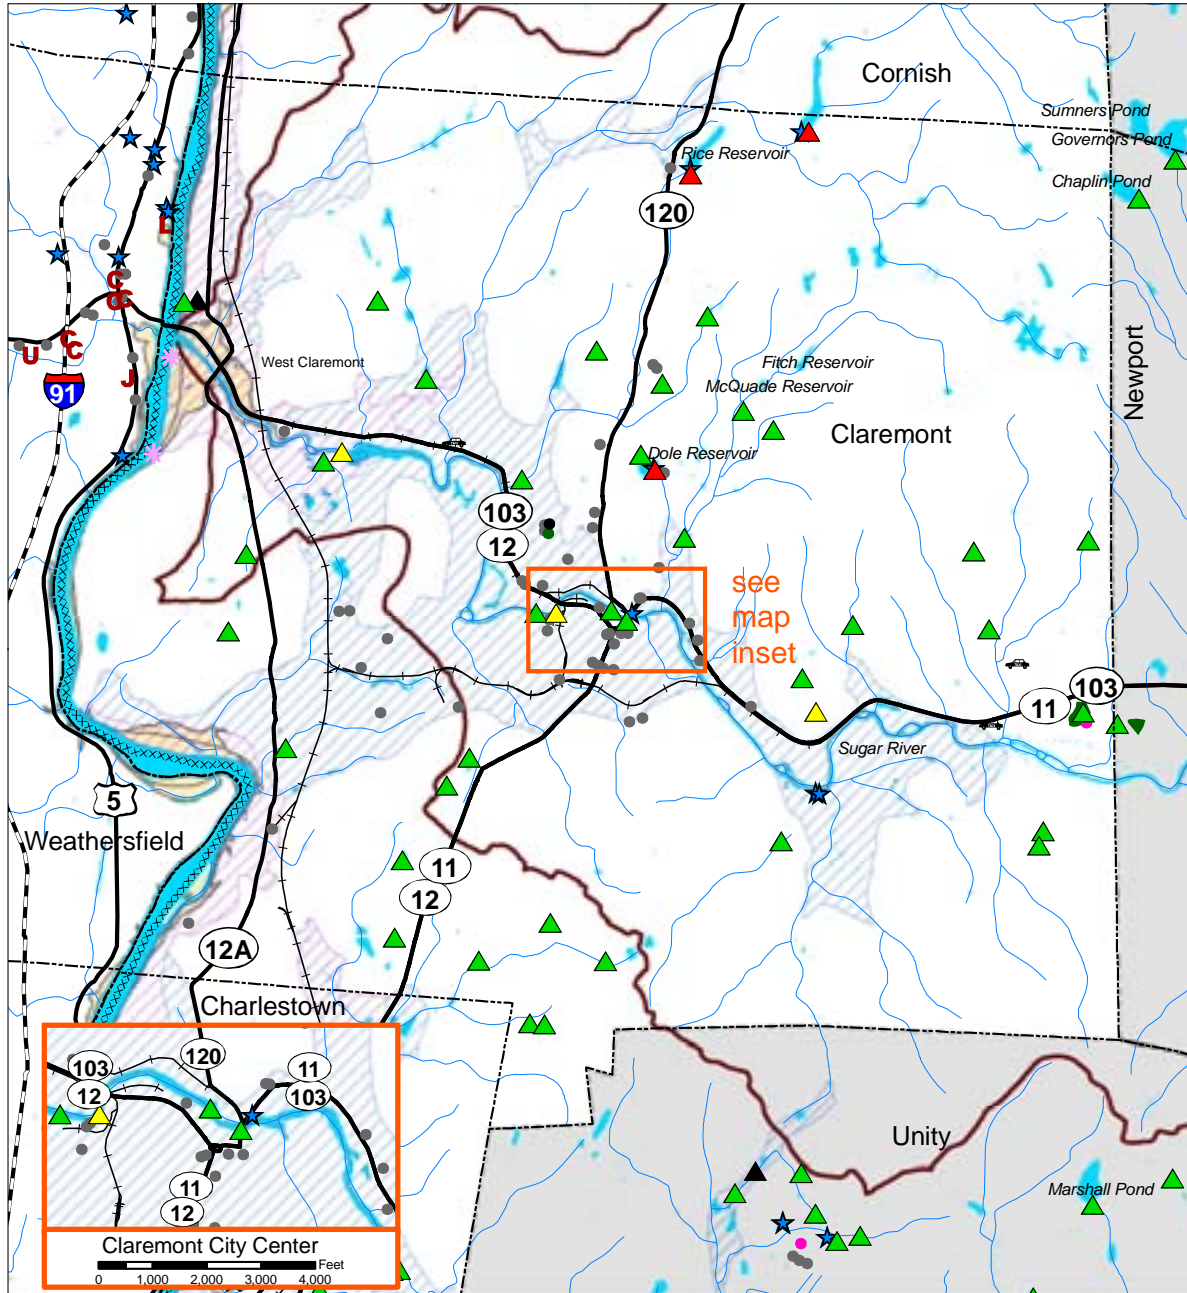 Cornish
Sumners Pond
Governors Pond
Rice Reservoir
Chaplin Pond
120
L
C
C C
C
C
U
J
91
West Claremont
Fitch Reservoir
McQuade Reservoir
Newport
Claremont
Dole Reservoir
103
12
see
map
inset
103
11
Sugar River
5
Weathersfield
11
12
12A
Charlestown
120
103
12
11
103
11
12
Claremont City Center
Feet
0 1,000 2,000 3,000 4,000
Unity
Marshall Pond